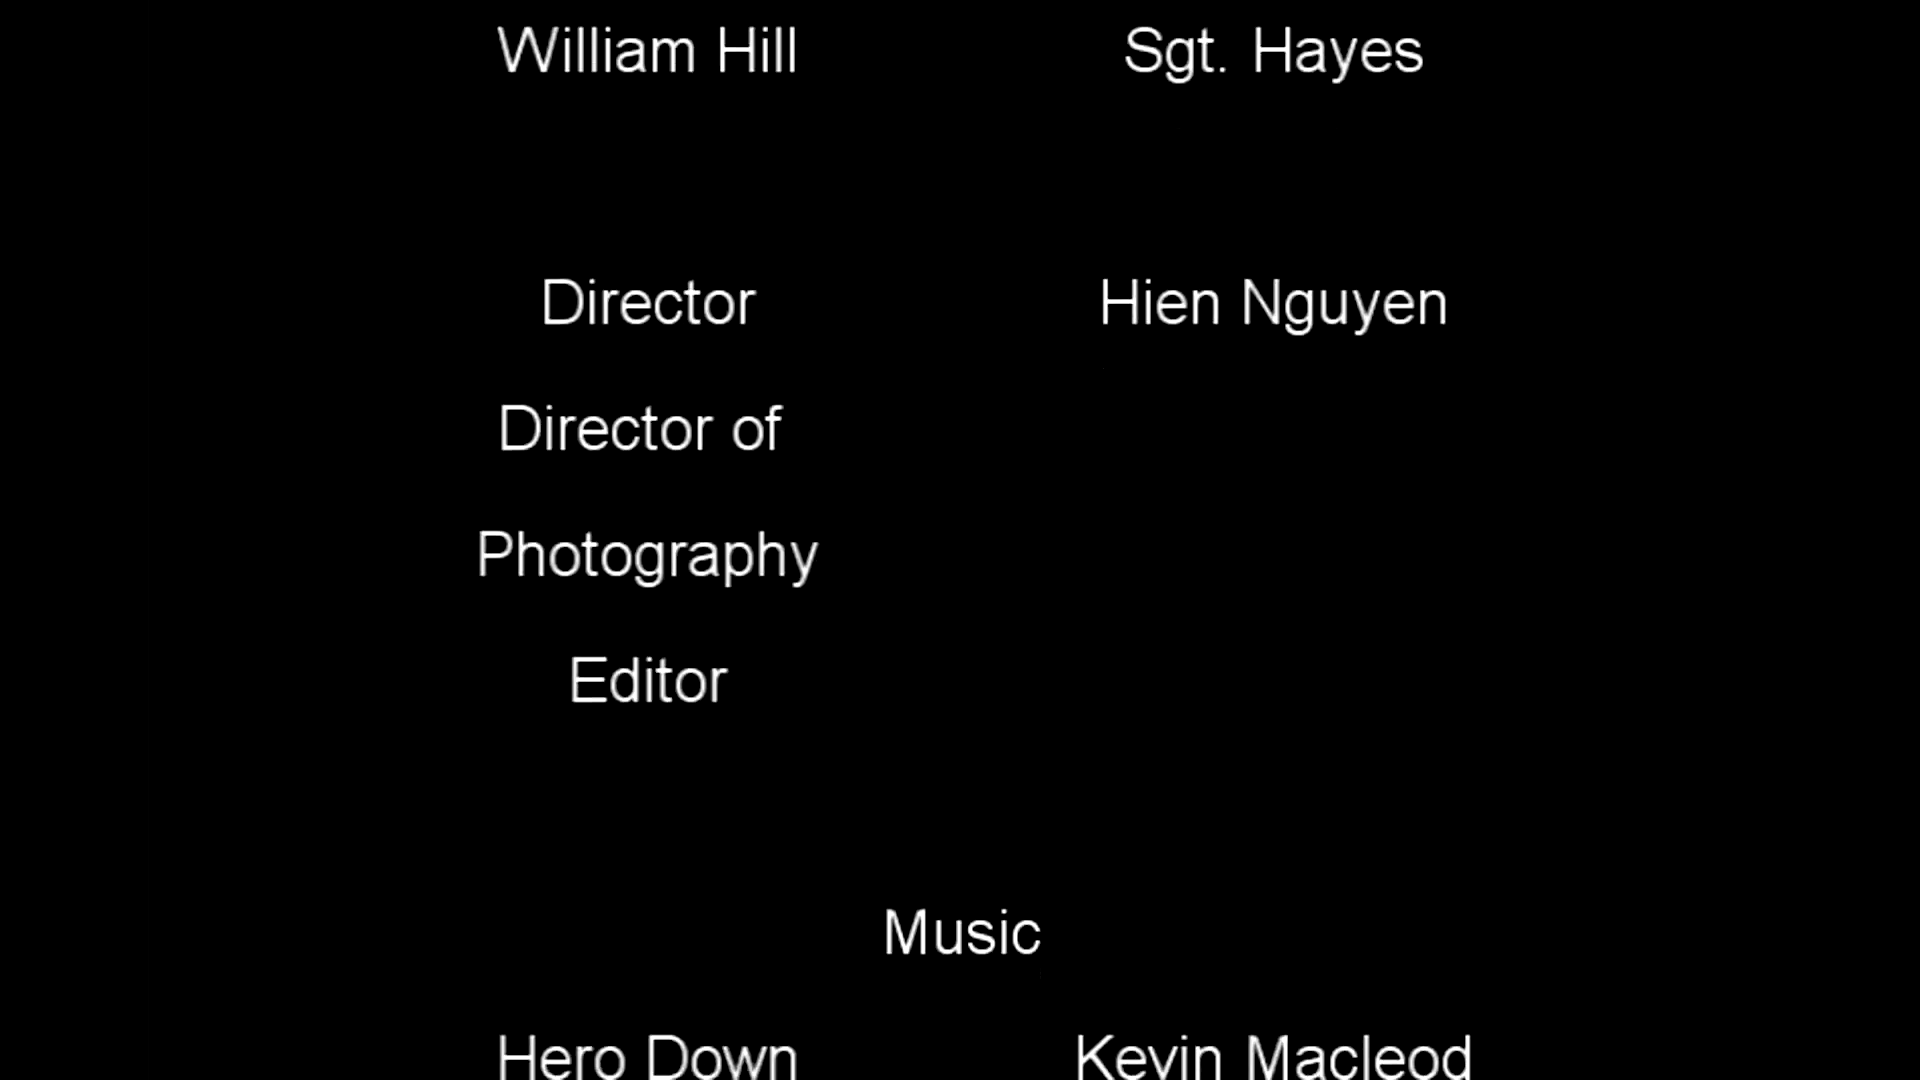 William Hill Sgt. Hayes
Director Hien Nguyen
Director of
Photography
Editor
Music
Hero Down Kevin Macleod